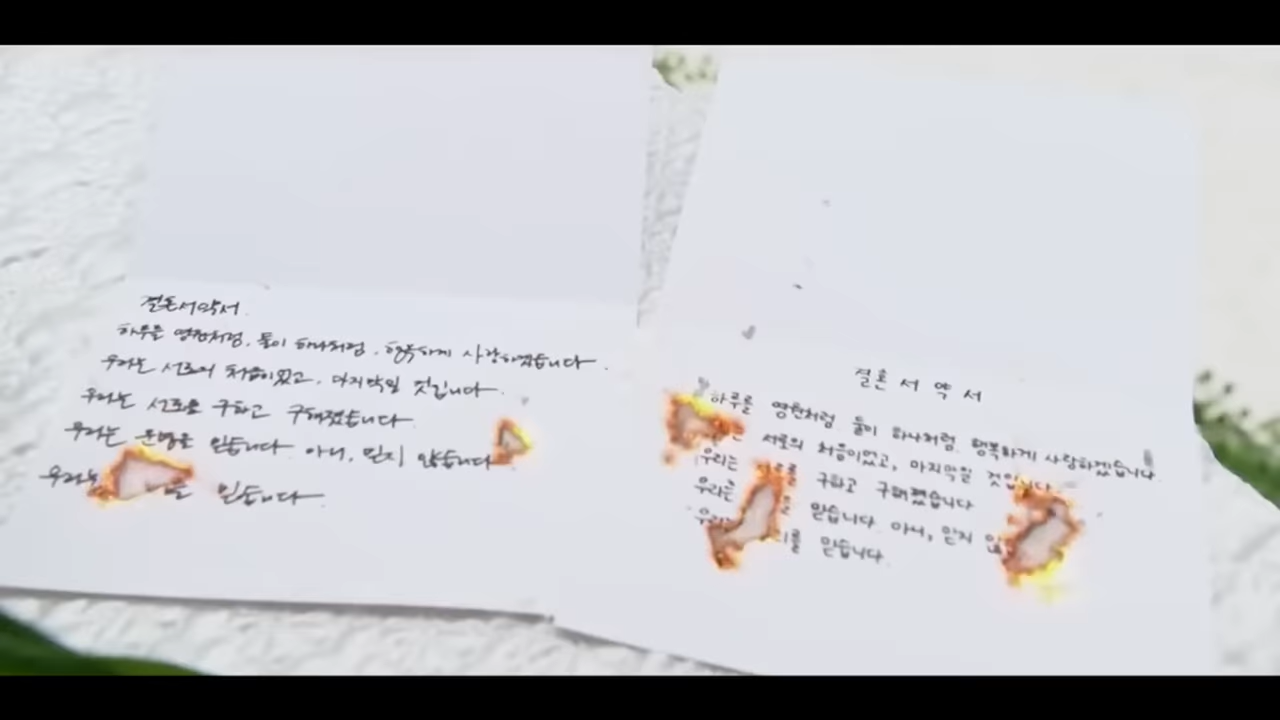 결혼서약서.
하루를 영원처럼, 둘이 하나처럼, 행복하게 사랑하겠습니다.
우리는 서로의 처음이었고, 마지막일 것입니다.
우리는 서로를 구하고 구해졌습니다.
우리는 운명을 믿습니다. 아니, 믿지 않습니다
우리는 를 믿습니다.
결혼서약서
하루를 영원처럼, 둘이 하나처럼, 행복하게 사랑하겠습니다.
서로의 처음이었고, 마지막일 것입니다.
우리는 구하고 구해졌습니다
우리는 믿습니다. 아니, 믿지
믿습니다.